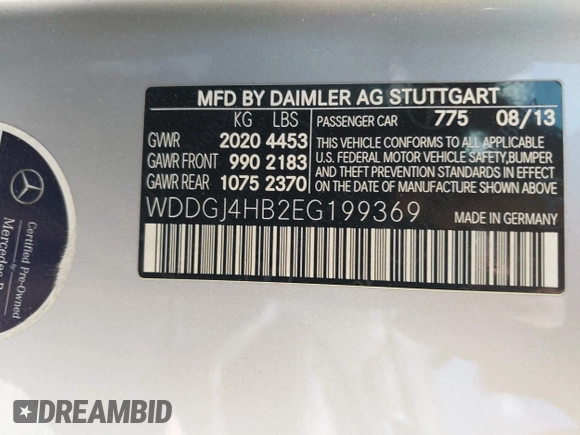 MFD BY DAIMLER AG STUTTGART
KG LBS PASSENGER CAR 775 08/13
GVWR 2020 4453
GAWR FRONT 990 2183
GAWR REAR 1075 2370
THIS VEHICLE CONFORMS TO ALL APPLICABLE
U.S. FEDERAL MOTOR VEHICLE SAFETY, BUMPER
AND THEFT PREVENTION STANDARDS IN EFFECT
ON THE DATE OF MANUFACTURE SHOWN ABOVE.
WDDGJ4HB2EG199369 MADE IN GERMANY
Certified Pre-Owned
DREAMBID